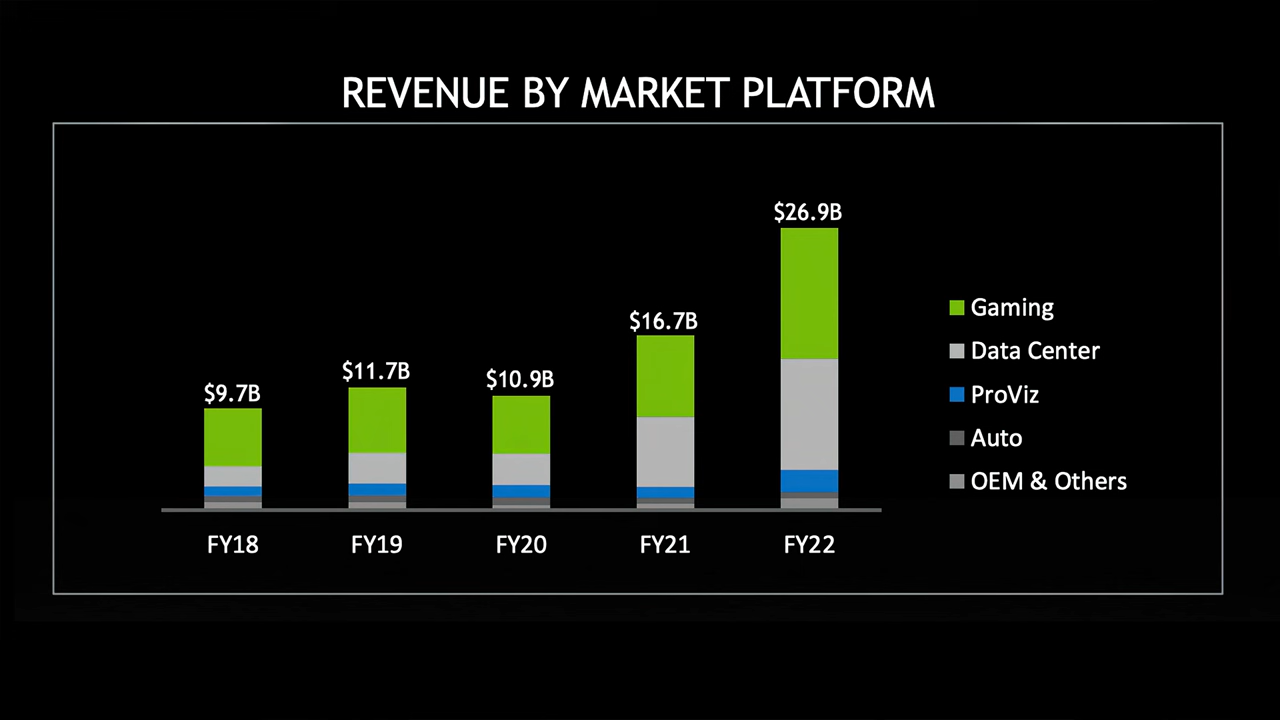 REVENUE BY MARKET PLATFORM
$26.9B
$16.7B
$11.7B
$10.9B
$9.7B
Gaming
Data Center
ProViz
Auto
OEM & Others
FY18 FY19 FY20 FY21 FY22